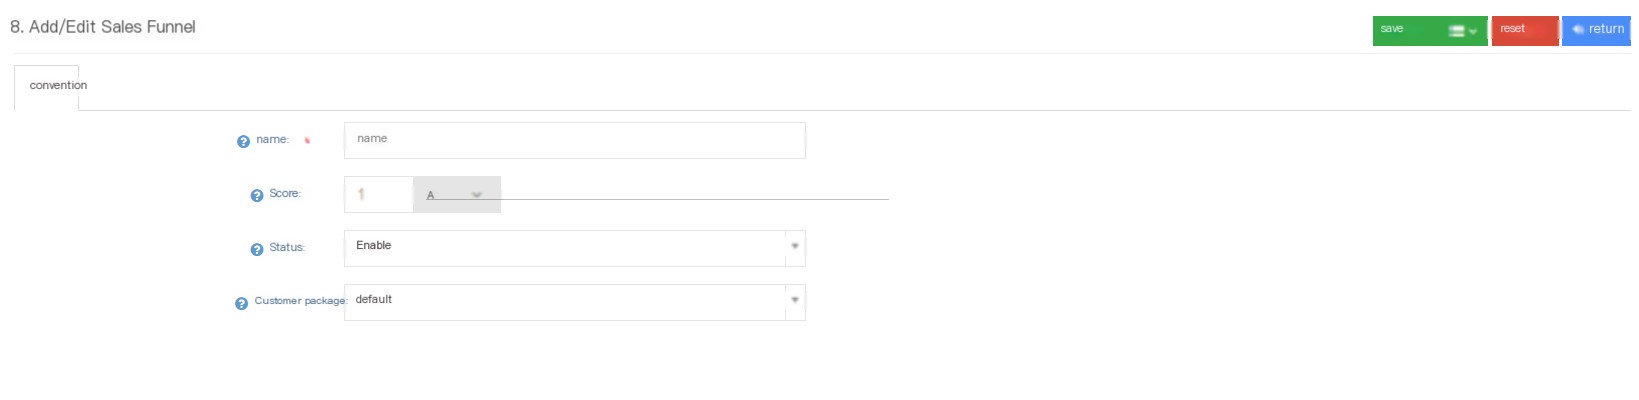 8. Add/Edit Sales Funnel
save
reset
return
convention
name: *
name
Score:
1
A
Status:
Enable
Customer package:
default